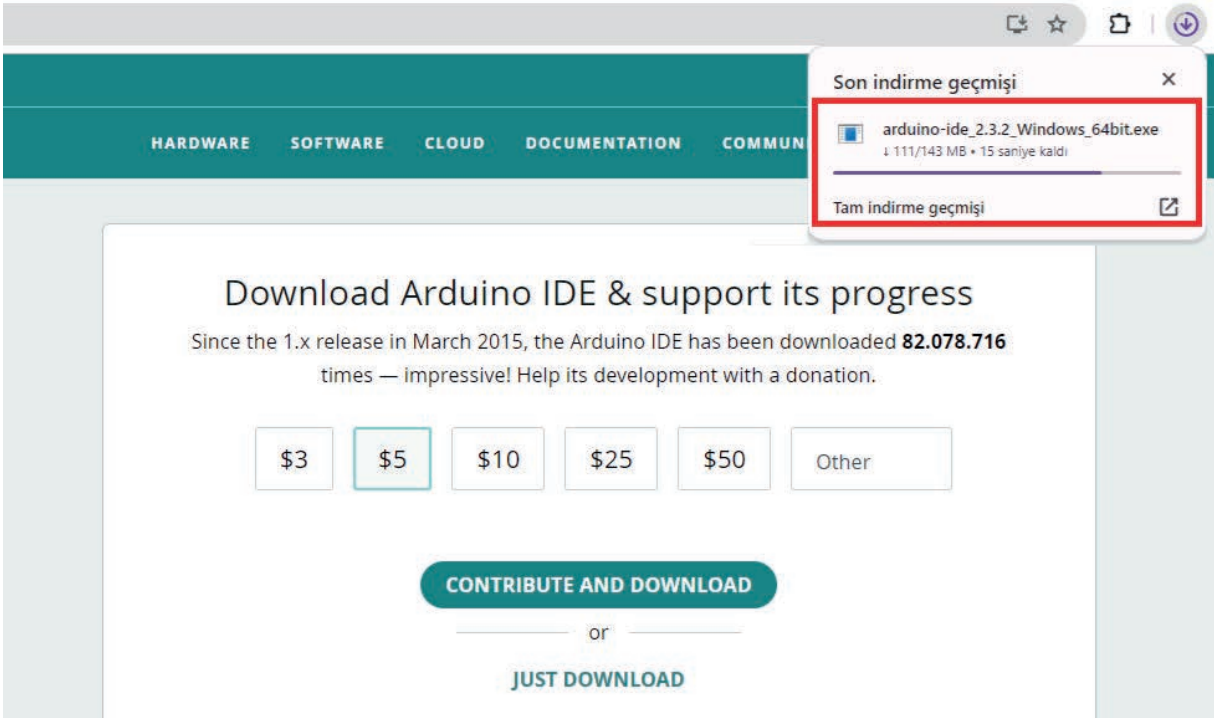 Son indirme geçmişi
arduino-ide_2.3.2_Windows_64bit.exe
↓ 111/143 MB • 15 saniye kaldı
Tam indirme geçmişi
HARDWARE SOFTWARE CLOUD DOCUMENTATION COMMUN
Download Arduino IDE & support its progress
Since the 1.x release in March 2015, the Arduino IDE has been downloaded 82.078.716
times — impressive! Help its development with a donation.
$3 $5 $10 $25 $50 Other
CONTRIBUTE AND DOWNLOAD
or
JUST DOWNLOAD